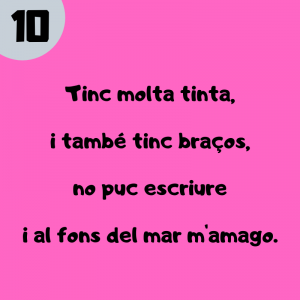 10
Tinc molta tinta,
i també tinc braços,
no puc escriure
i al fons del mar m'amago.